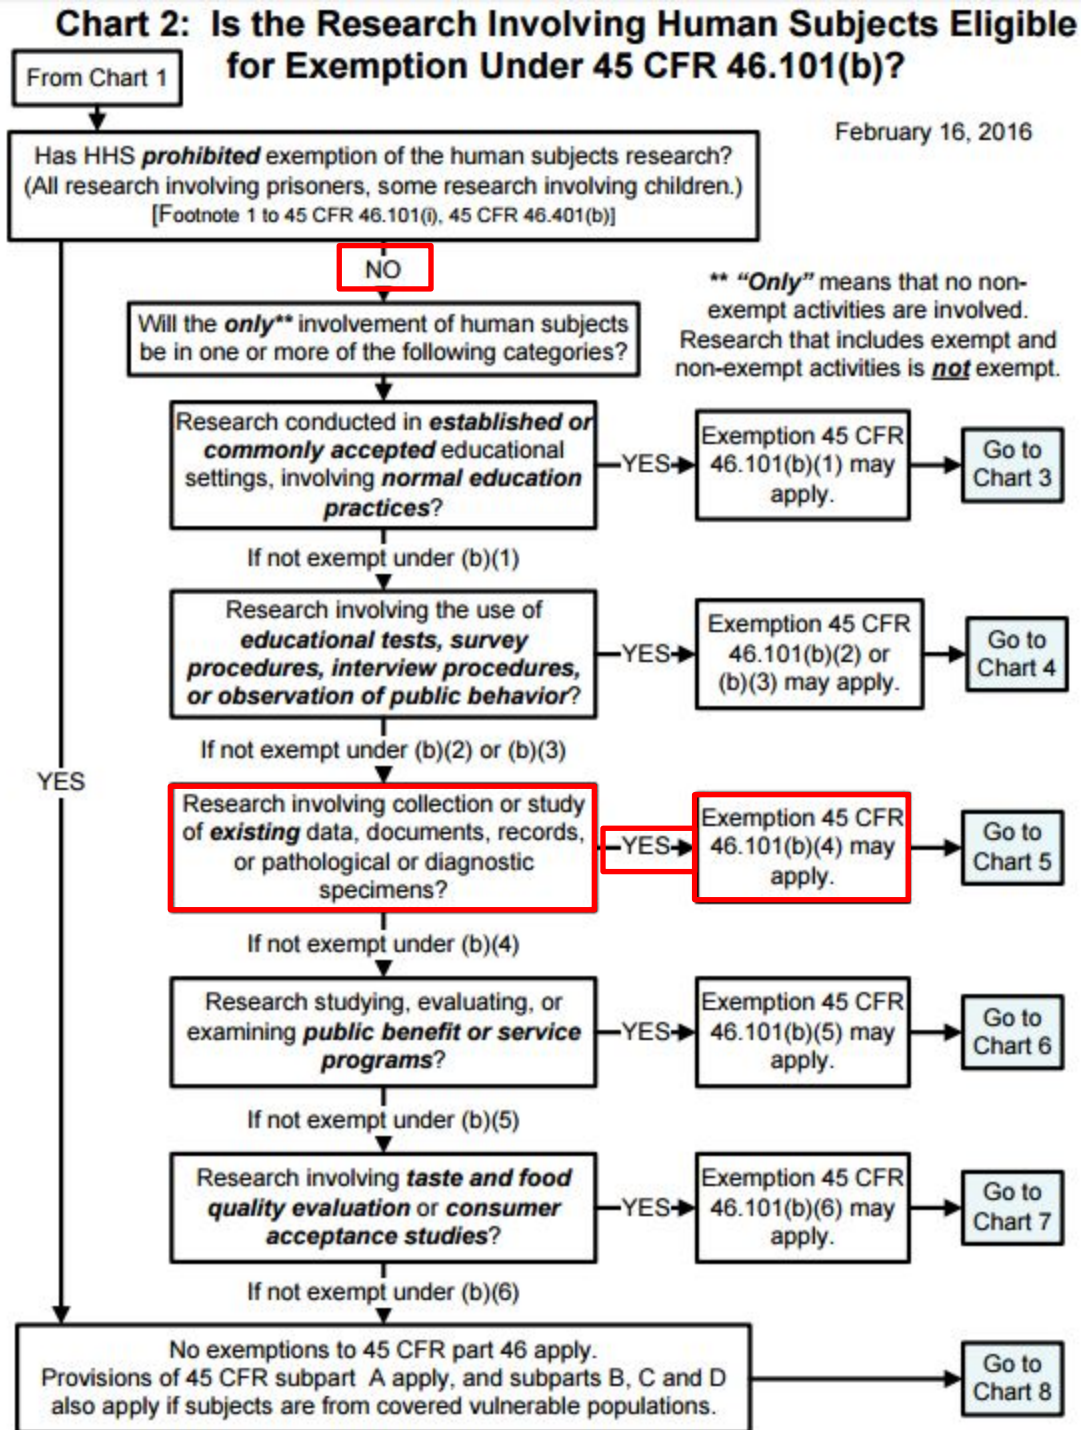 Chart 2: Is the Research Involving Human Subjects Eligible
for Exemption Under 45 CFR 46.101(b)?
From Chart 1
February 16, 2016
Has HHS prohibited exemption of the human subjects research?
(All research involving prisoners, some research involving children.)
[Footnote 1 to 45 CFR 46.101(i), 45 CFR 46.401(b)]
NO
** "Only" means that no non-
exempt activities are involved.
Research that includes exempt and
non-exempt activities is not exempt.
Will the only** involvement of human subjects
be in one or more of the following categories?
Research conducted in established or
commonly accepted educational
settings, involving normal education
practices?
YES
Exemption 45 CFR
46.101(b)(1) may
apply.
Go to
Chart 3
If not exempt under (b)(1)
Research involving the use of
educational tests, survey
procedures, interview procedures,
or observation of public behavior?
YES
Exemption 45 CFR
46.101(b)(2) or
(b)(3) may apply.
Go to
Chart 4
If not exempt under (b)(2) or (b)(3)
YES
Research involving collection or study
of existing data, documents, records,
or pathological or diagnostic
specimens?
YES
Exemption 45 CFR
46.101(b)(4) may
apply.
Go to
Chart 5
If not exempt under (b)(4)
Research studying, evaluating, or
examining public benefit or service
programs?
YES
Exemption 45 CFR
46.101(b)(5) may
apply.
Go to
Chart 6
If not exempt under (b)(5)
Research involving taste and food
quality evaluation or consumer
acceptance studies?
YES
Exemption 45 CFR
46.101(b)(6) may
apply.
Go to
Chart 7
If not exempt under (b)(6)
No exemptions to 45 CFR part 46 apply.
Provisions of 45 CFR subpart A apply, and subparts B, C and D
also apply if subjects are from covered vulnerable populations.
Go to
Chart 8